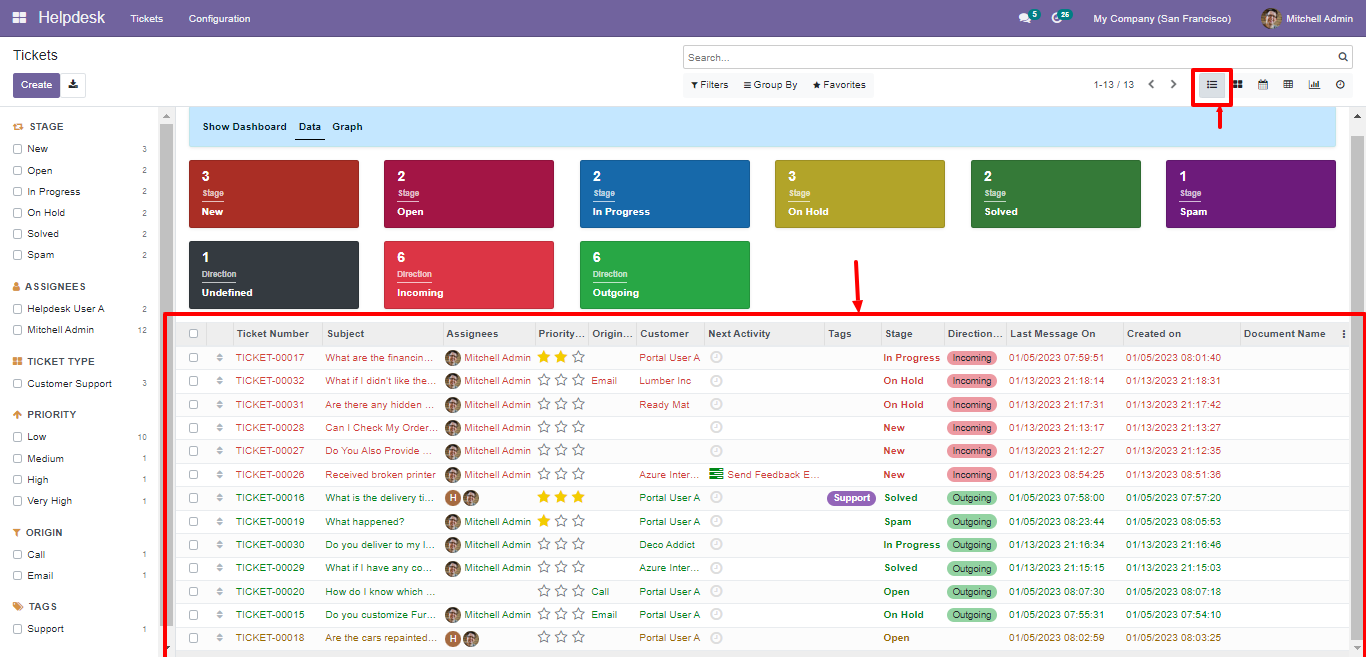 Helpdesk Tickets Configuration 5 26 My Company (San Francisco) Mitchell Admin
Tickets
Search...
Create
Filters Group By Favorites 1-13 / 13
STAGE
New 3
Open 2
In Progress 2
On Hold 2
Solved 2
Spam 2
ASSIGNEES
Helpdesk User A 2
Mitchell Admin 12
TICKET TYPE
Customer Support 3
PRIORITY
Low 10
Medium 1
High 1
Very High 1
ORIGIN
Call 1
Email 1
TAGS
Support 1
Show Dashboard Data Graph
3 2 2 3 2 1
Stage Stage Stage Stage Stage Stage
New Open In Progress On Hold Solved Spam
1 6 6
Direction Direction Direction
Undefined Incoming Outgoing
Ticket Number Subject Assignees Priority... Origin... Customer Next Activity Tags Stage Direction... Last Message On Created on Document Name
TICKET-00017 What are the financin... Mitchell Admin Portal User A In Progress Incoming 01/05/2023 07:59:51 01/05/2023 08:01:40
TICKET-00032 What if I didn't like the... Mitchell Admin Email Lumber Inc On Hold Incoming 01/13/2023 21:18:14 01/13/2023 21:18:31
TICKET-00031 Are there any hidden ... Mitchell Admin Ready Mat On Hold Incoming 01/13/2023 21:17:31 01/13/2023 21:17:42
TICKET-00028 Can I Check My Order... Mitchell Admin New Incoming 01/13/2023 21:13:17 01/13/2023 21:13:27
TICKET-00027 Do You Also Provide ... Mitchell Admin New Incoming 01/13/2023 21:12:27 01/13/2023 21:12:35
TICKET-00026 Received broken printer Mitchell Admin Azure Inter... Send Feedback E... New Incoming 01/13/2023 08:54:25 01/13/2023 08:51:36
TICKET-00016 What is the delivery ti... H Portal User A Support Solved Outgoing 01/05/2023 07:58:00 01/05/2023 07:57:20
TICKET-00019 What happened? Mitchell Admin Portal User A Spam Outgoing 01/05/2023 08:23:44 01/05/2023 08:05:53
TICKET-00030 Do you deliver to my l... Mitchell Admin Deco Addict In Progress Outgoing 01/13/2023 21:16:34 01/13/2023 21:16:46
TICKET-00029 What if I have any co... Mitchell Admin Azure Inter... Solved Outgoing 01/13/2023 21:15:15 01/13/2023 21:15:03
TICKET-00020 How do I know which ... Call Portal User A Open Outgoing 01/05/2023 08:07:30 01/05/2023 08:07:18
TICKET-00015 Do you customize Fur... Mitchell Admin Email Portal User A On Hold Outgoing 01/05/2023 07:55:31 01/05/2023 07:54:10
TICKET-00018 Are the cars repainted... H Portal User A Open 01/05/2023 08:02:59 01/05/2023 08:03:25